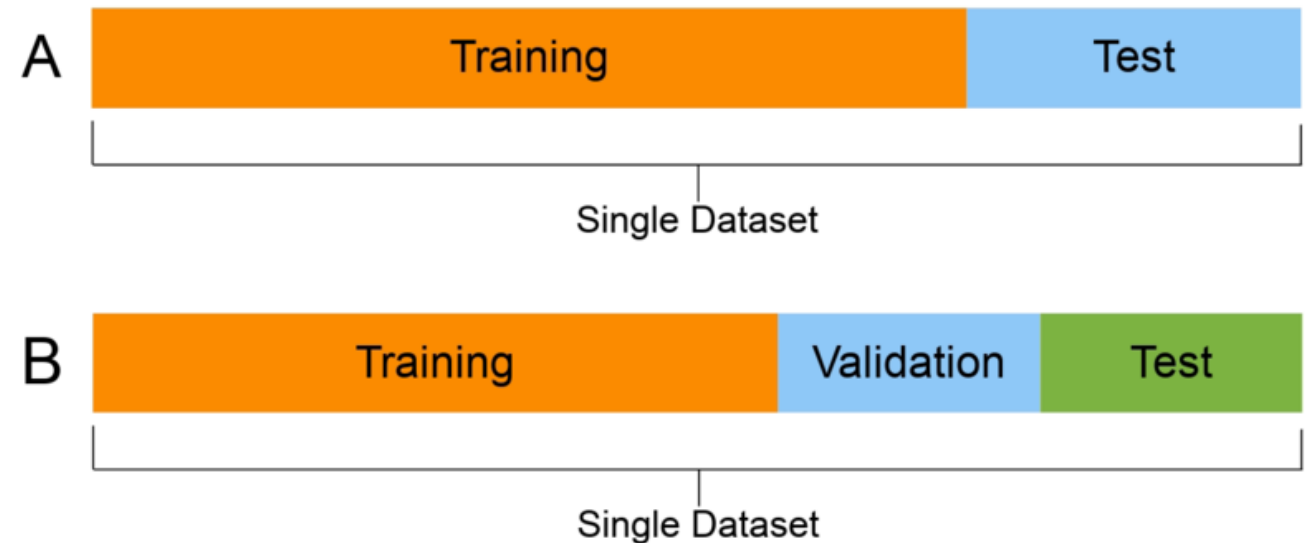 A Training Test
Single Dataset
B Training Validation Test
Single Dataset